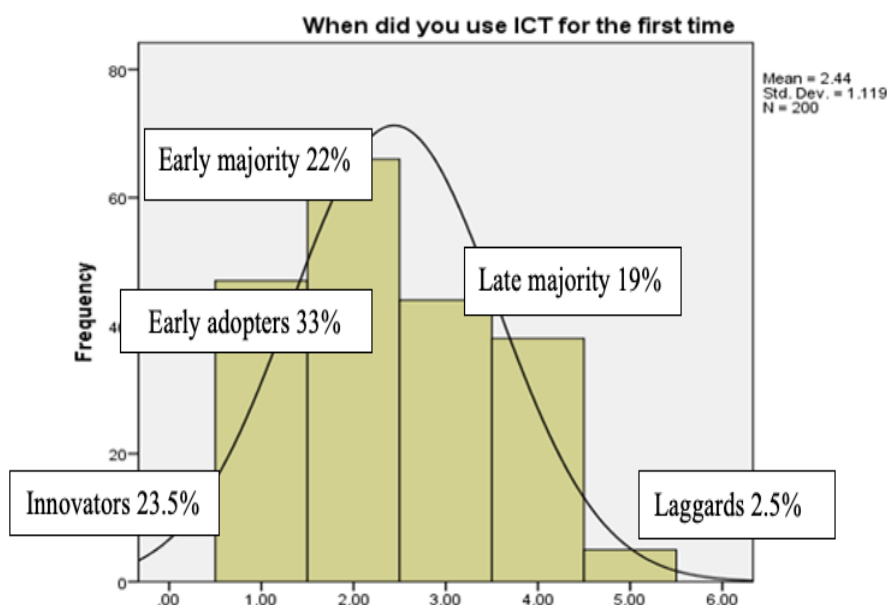 When did you use ICT for the first time
Mean = 2.44
Std. Dev. = 1.119
N = 200
80
Early majority 22%
60
Late majority 19%
Frequency
Early adopters 33%
40
20
Innovators 23.5%
Laggards 2.5%
0
.00 1.00 2.00 3.00 4.00 5.00 6.00